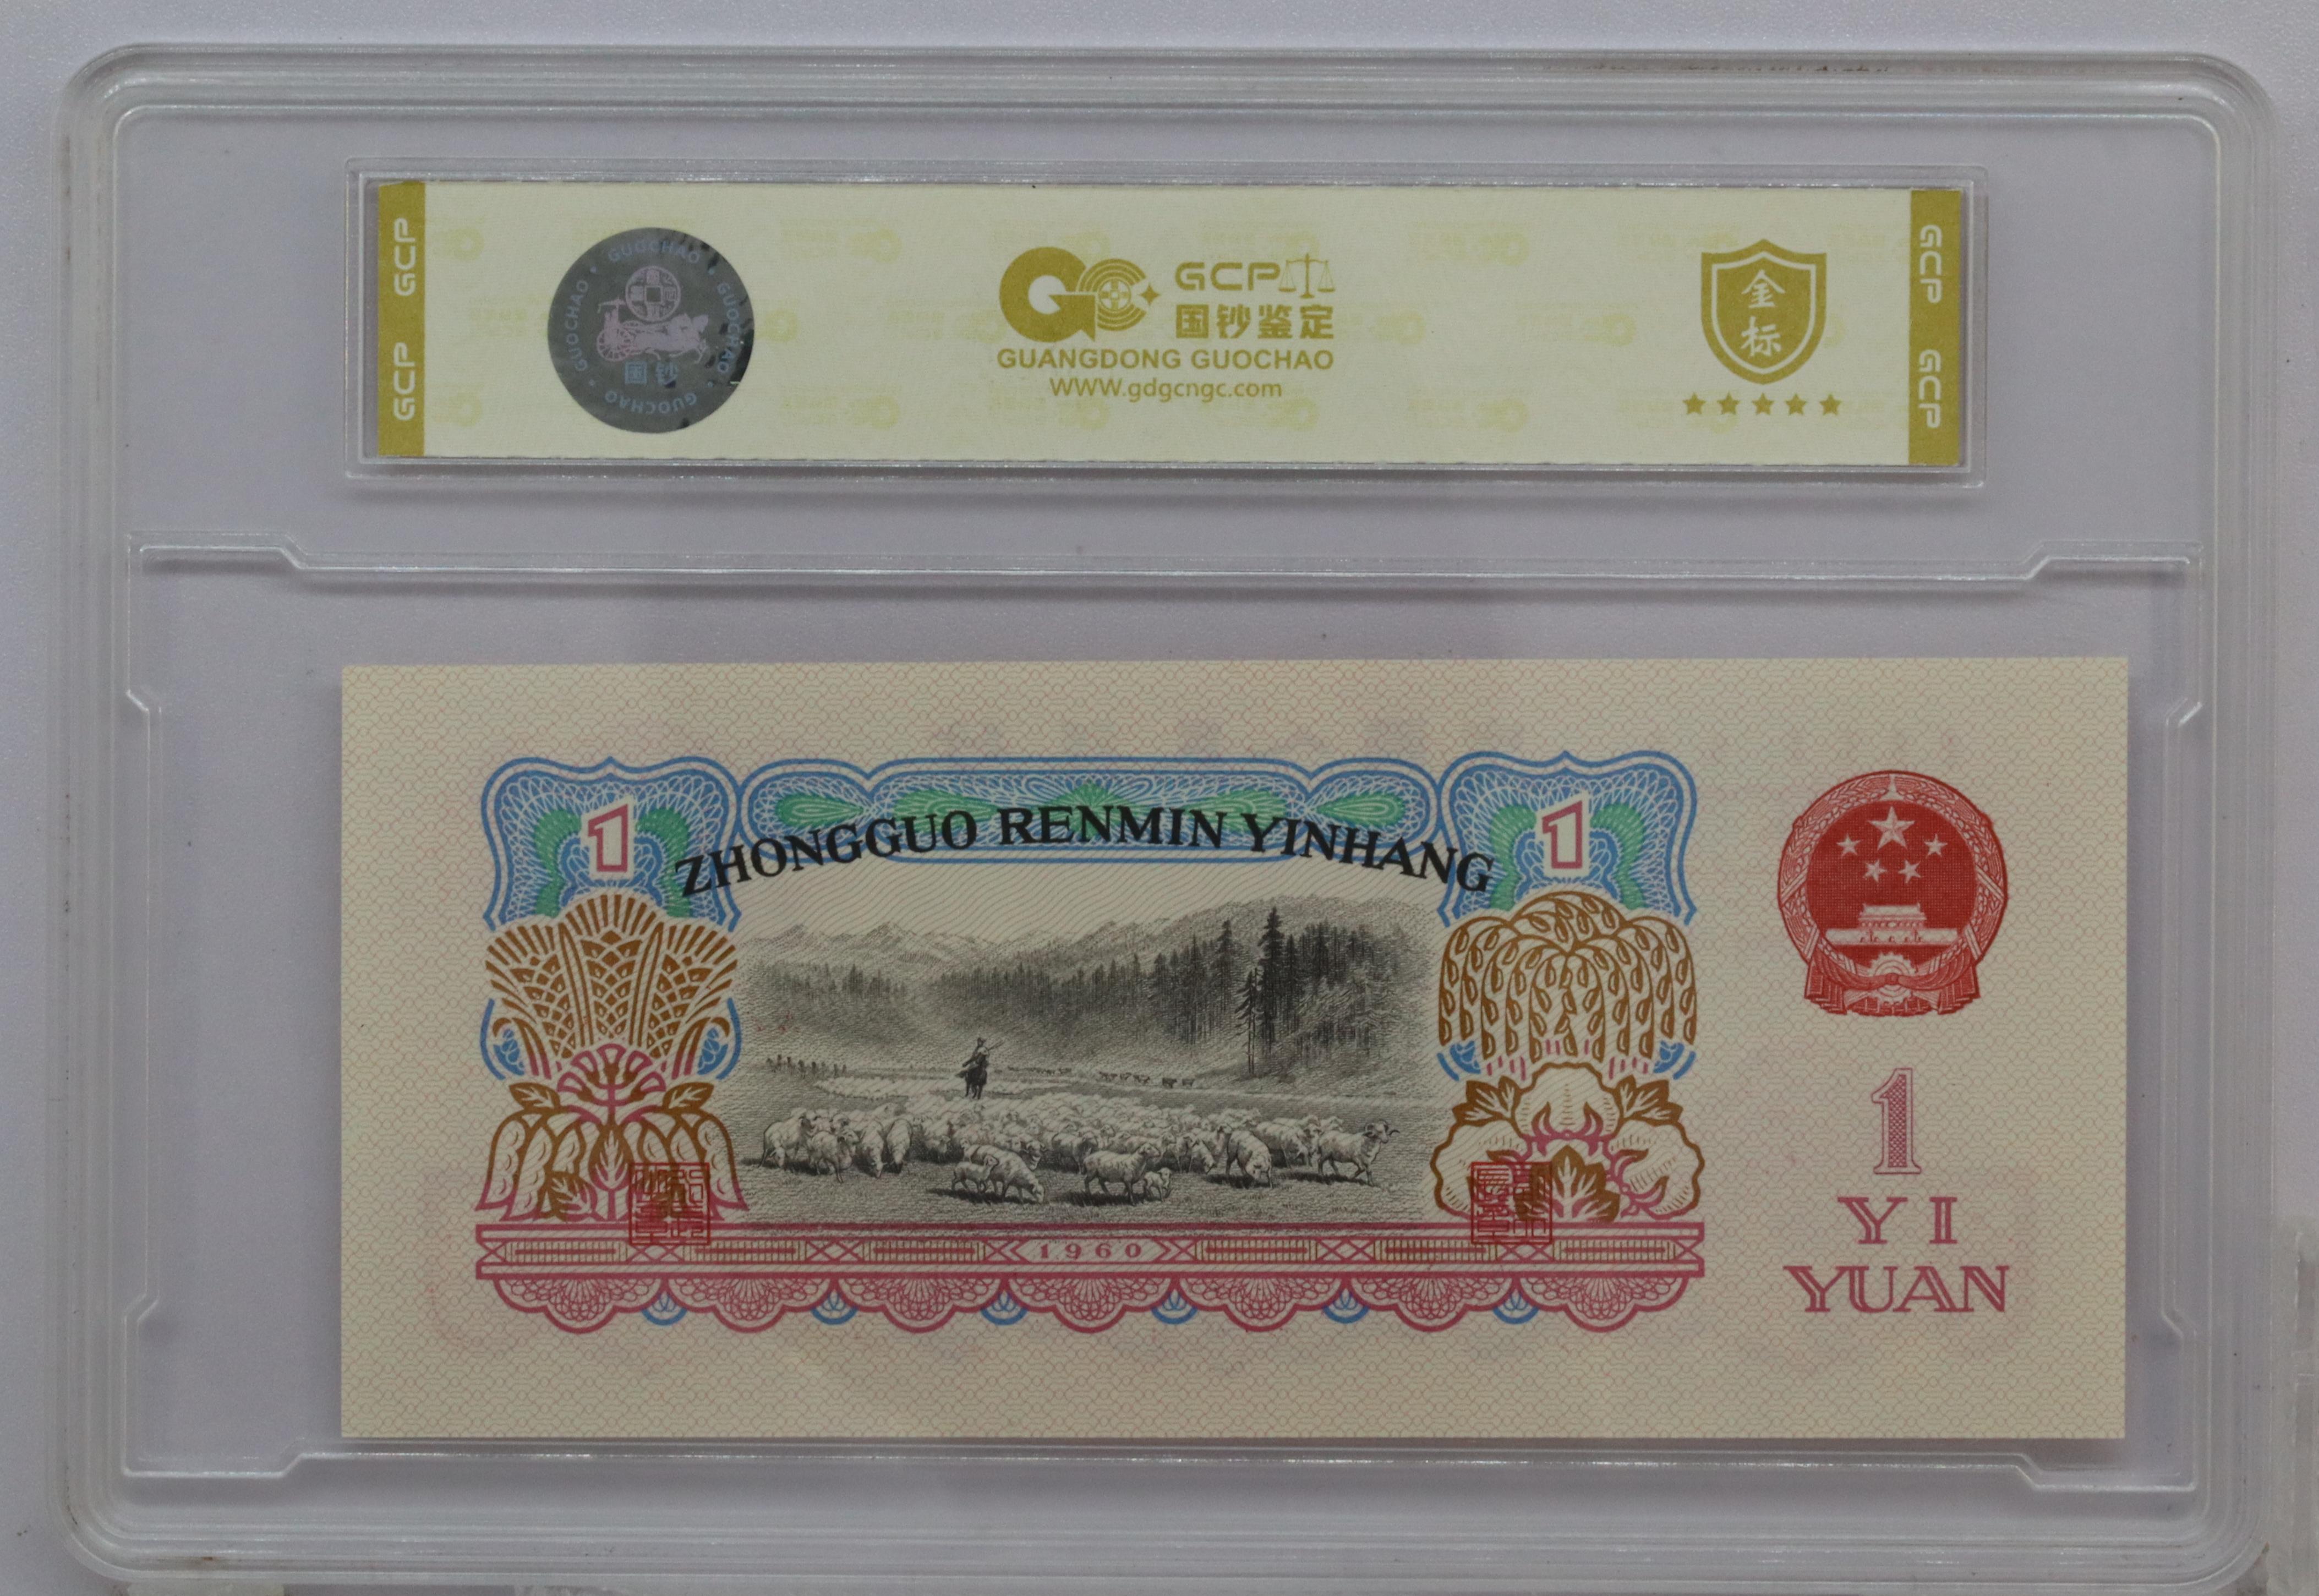 GCP GCP
GUOCHAO • GUOCHAO • GUOCHAO • GUOCHAO
国钞
GCP
国钞鉴定
GUANGDONG GUOCHAO
WWW.gdgcngc.com
金
标
GCP GCP
1
1
ZHONGGUO RENMIN YINHANG
1960
1
YI
YUAN